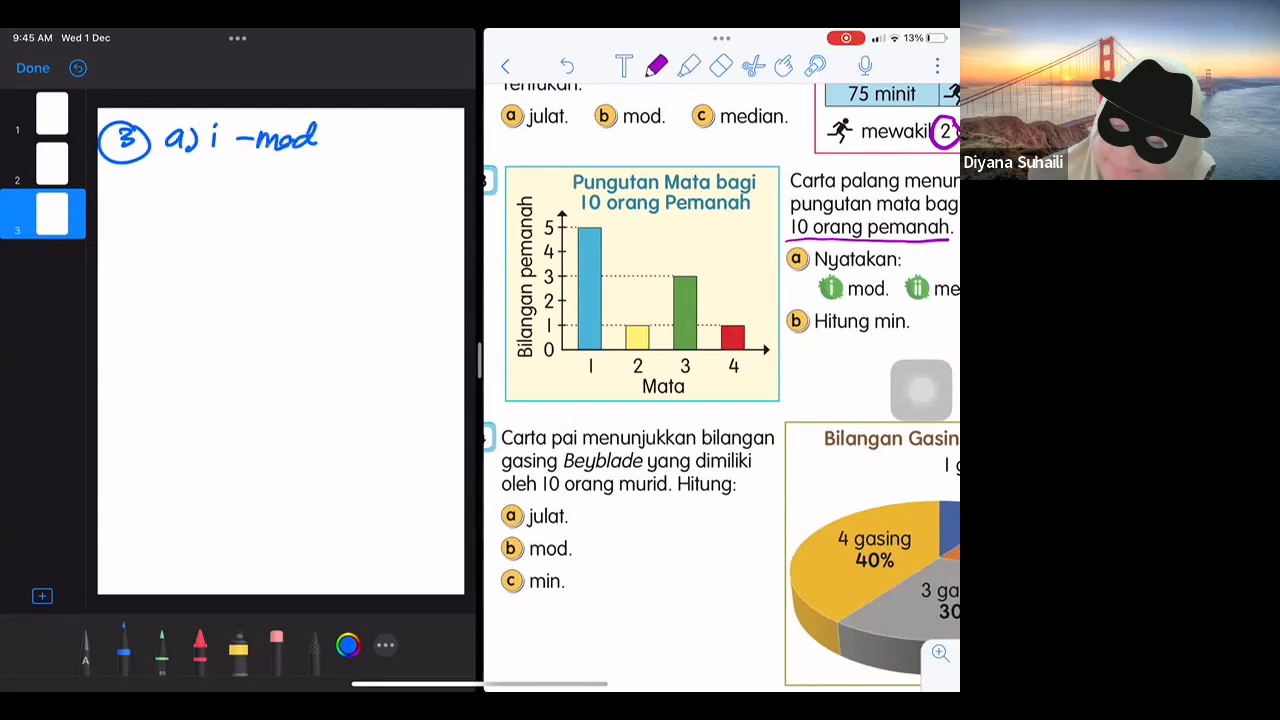 9:45 AM Wed 1 Dec
Done
1
2
3
3 a) i - mod
A
13%
T
a julat. b mod. c median.
75 minit
mewakil 2
Pungutan Mata bagi
10 orang Pemanah
Bilangan pemanah
5
4
3
2
1
0
1 2 3 4
Mata
10 orang pemanah.
a Nyatakan:
i mod. ii me
b Hitung min.
Carta palang menun
pungutan mata bag
Carta pai menunjukkan bilangan
gasing Beyblade yang dimiliki
oleh 10 orang murid. Hitung:
a julat.
b mod.
c min.
Bilangan Gasin
1 g
4 gasing
40%
3 ga
30
Diyana Suhaili